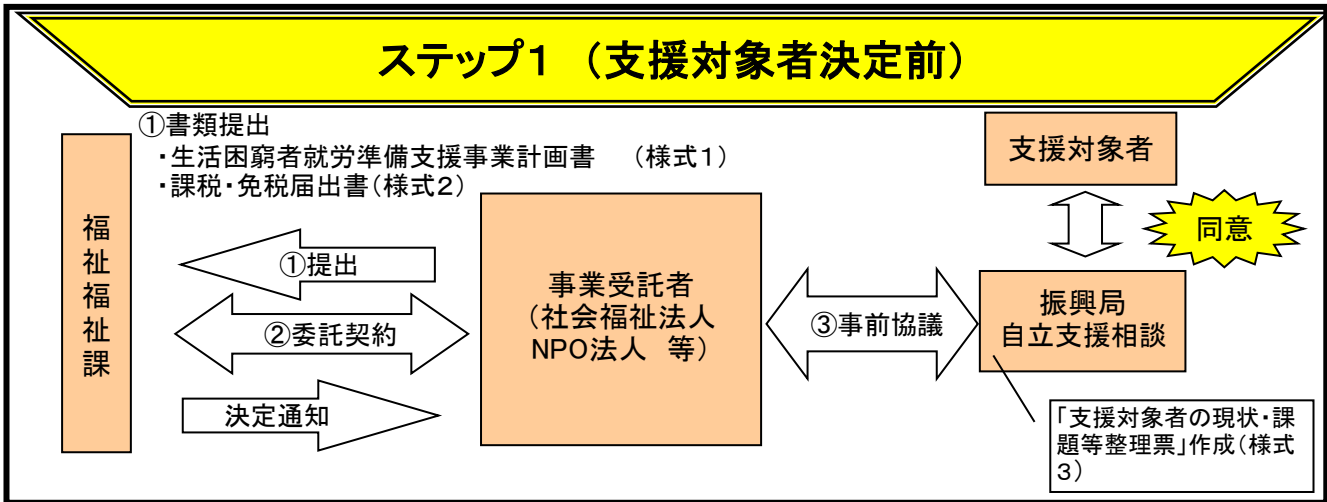 ステップ1 (支援対象者決定前)
①書類提出
・生活困窮者就労準備支援事業計画書 (様式1)
・課税・免税届出書(様式2)
福祉福祉課
①提出
②委託契約
決定通知
事業受託者
(社会福祉法人
NPO法人 等)
③事前協議
支援対象者
同意
振興局
自立支援相談
「支援対象者の現状・課
題等整理票」作成(様式
3)